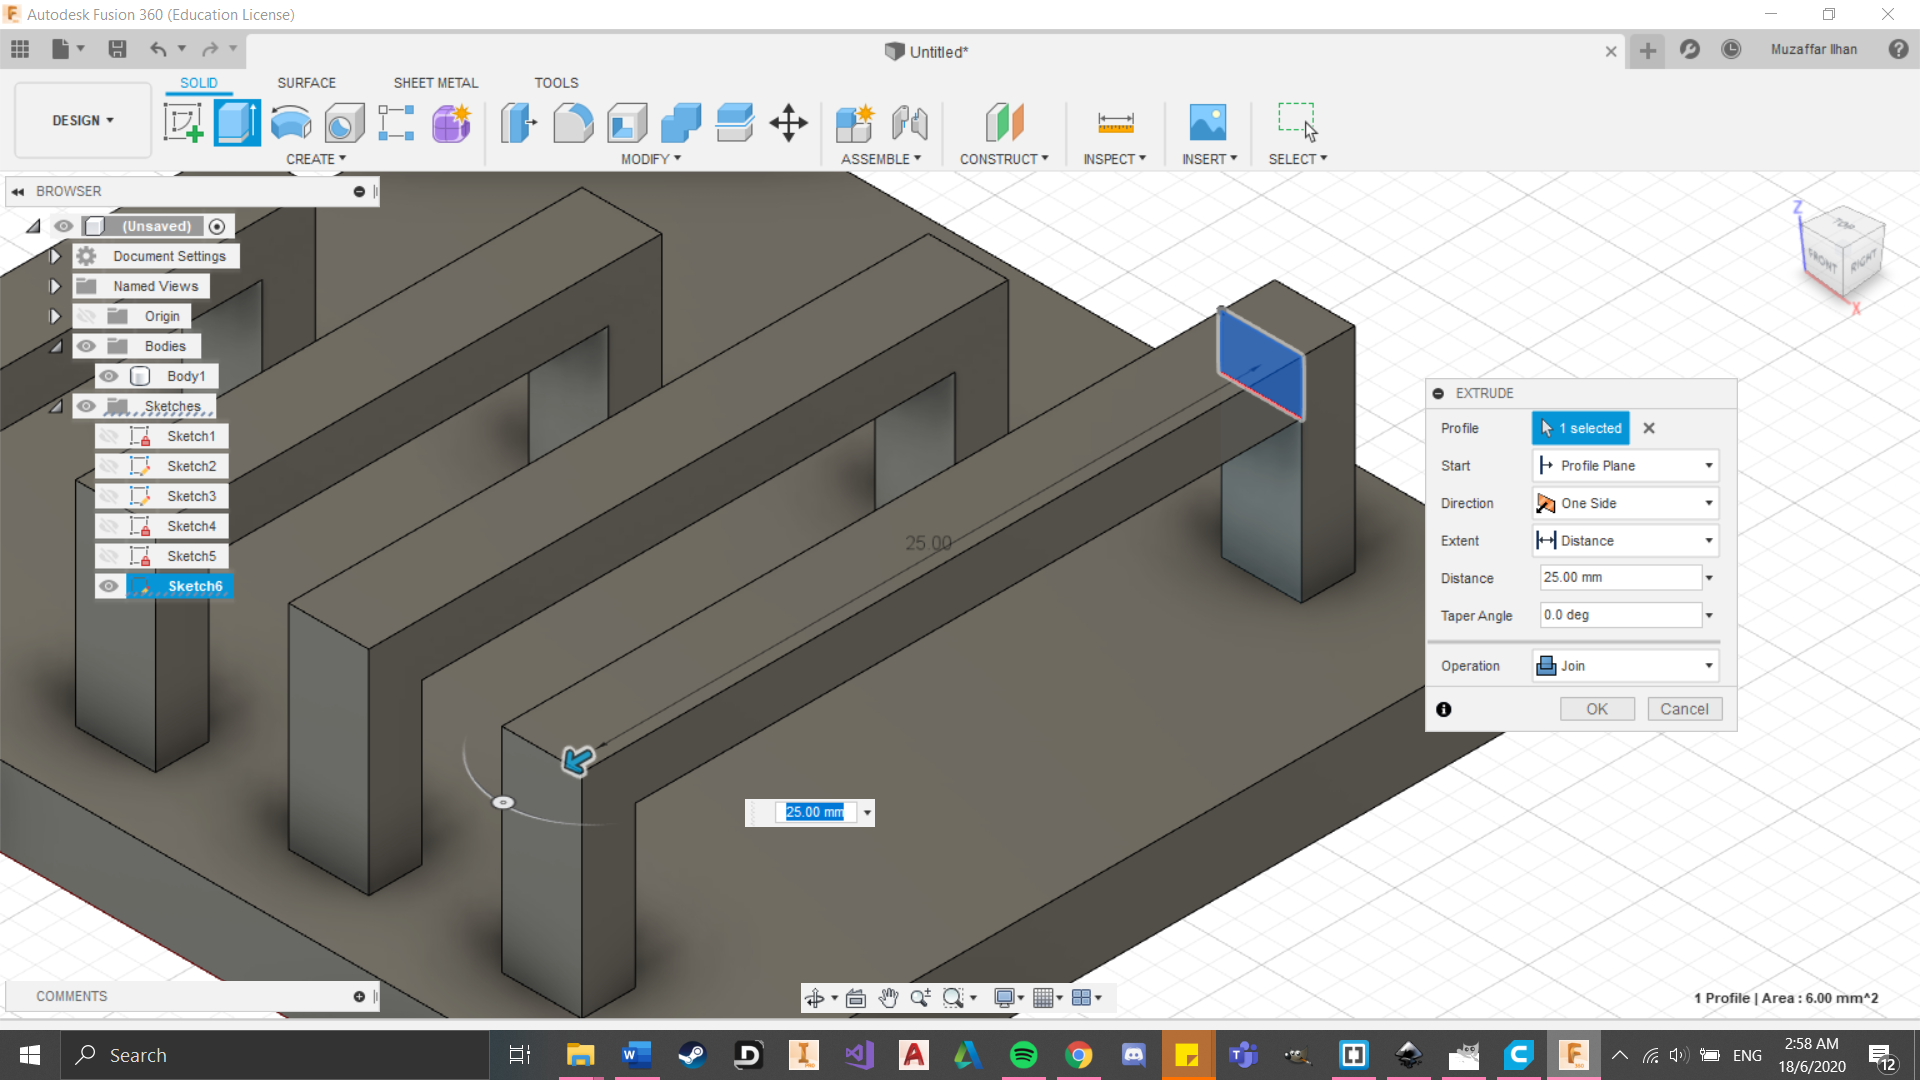 Autodesk Fusion 360 (Education License)
Untitled*
Muzaffar Ilhan
DESIGN
SOLID
SURFACE
SHEET METAL
TOOLS
CREATE
MODIFY
ASSEMBLE
CONSTRUCT
INSPECT
INSERT
SELECT
BROWSER
(Unsaved)
Document Settings
Named Views
Origin
Bodies
Body1
Sketches
Sketch1
Sketch2
Sketch3
Sketch4
Sketch5
Sketch6
Z
TOP
FRONT
RIGHT
X
25.00
25.00 mm
EXTRUDE
Profile 1 selected
Start Profile Plane
Direction One Side
Extent Distance
Distance 25.00 mm
Taper Angle 0.0 deg
Operation Join
OK Cancel
COMMENTS
1 Profile | Area : 6.00 mm^2
Search
ENG
2:58 AM
18/6/2020
12